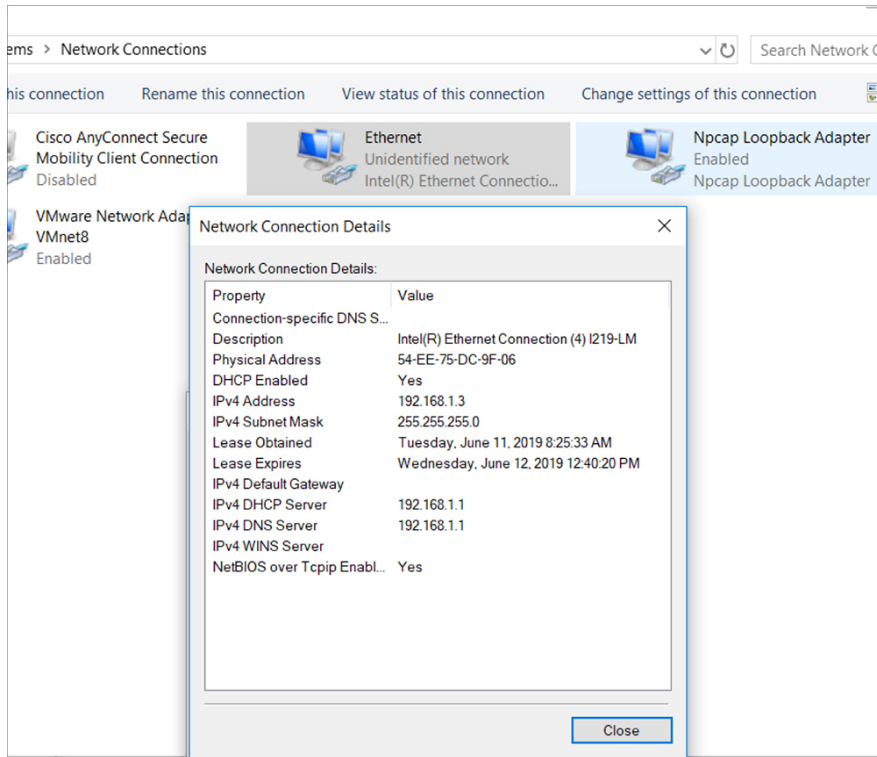 ems > Network Connections
Search Network
his connection Rename this connection View status of this connection Change settings of this connection
Cisco AnyConnect Secure
Mobility Client Connection
Disabled
Ethernet
Unidentified network
Intel(R) Ethernet Connectio...
Npcap Loopback Adapter
Enabled
Npcap Loopback Adapter
VMware Network Adap
VMnet8
Enabled
Network Connection Details
Network Connection Details:
Property Value
Connection-specific DNS S...
Description Intel(R) Ethernet Connection (4) I219-LM
Physical Address 54-EE-75-DC-9F-06
DHCP Enabled Yes
IPv4 Address 192.168.1.3
IPv4 Subnet Mask 255.255.255.0
Lease Obtained Tuesday, June 11, 2019 8:25:33 AM
Lease Expires Wednesday, June 12, 2019 12:40:20 PM
IPv4 Default Gateway
IPv4 DHCP Server 192.168.1.1
IPv4 DNS Server 192.168.1.1
IPv4 WINS Server
NetBIOS over Tcpip Enabl... Yes
Close